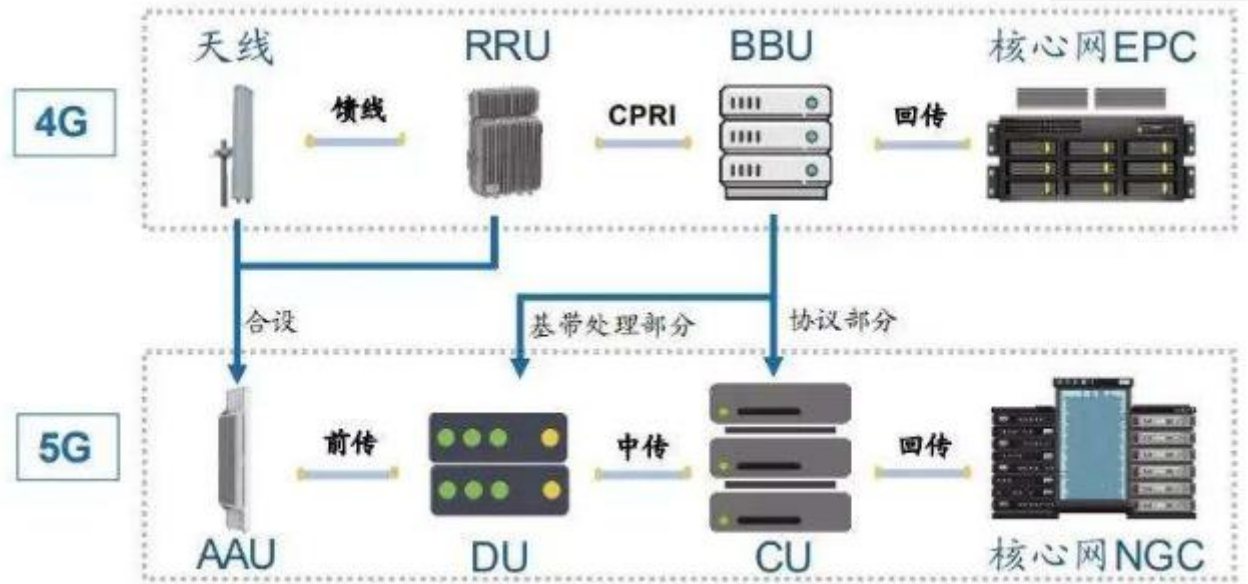 天线 RRU BBU 核心网EPC
4G 馈线 CPRI 回传
合设 基带处理部分 协议部分
5G 前传 中传 回传
AAU DU CU 核心网NGC